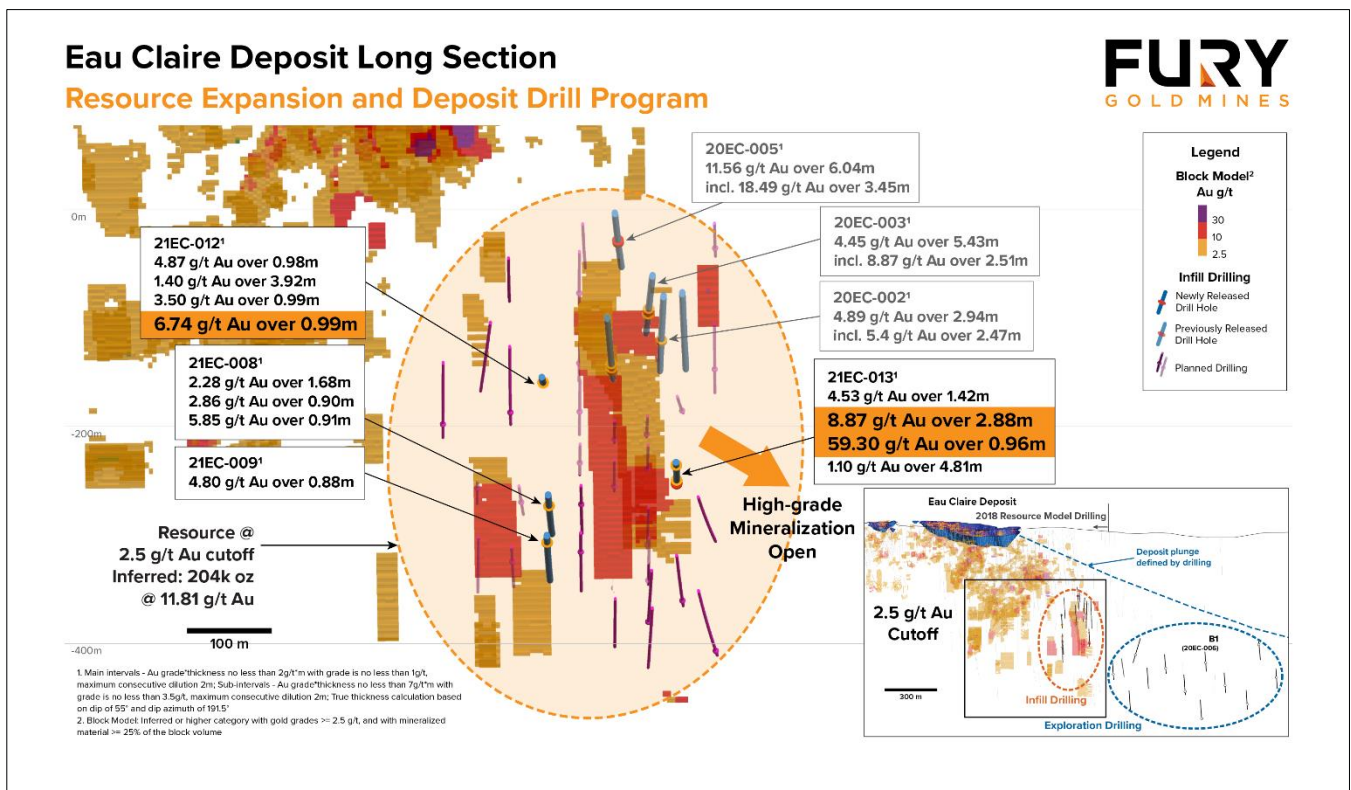 Eau Claire Deposit Long Section
Resource Expansion and Deposit Drill Program
FURY
GOLD MINES
0m
-200m
-400m
20EC-005¹
11.56 g/t Au over 6.04m
incl. 18.49 g/t Au over 3.45m
20EC-003¹
4.45 g/t Au over 5.43m
incl. 8.87 g/t Au over 2.51m
20EC-002¹
4.89 g/t Au over 2.94m
incl. 5.4 g/t Au over 2.47m
21EC-012¹
4.87 g/t Au over 0.98m
1.40 g/t Au over 3.92m
3.50 g/t Au over 0.99m
6.74 g/t Au over 0.99m
21EC-008¹
2.28 g/t Au over 1.68m
2.86 g/t Au over 0.90m
5.85 g/t Au over 0.91m
21EC-009¹
4.80 g/t Au over 0.88m
21EC-013¹
4.53 g/t Au over 1.42m
8.87 g/t Au over 2.88m
59.30 g/t Au over 0.96m
1.10 g/t Au over 4.81m
High-grade
Mineralization
Open
Resource @
2.5 g/t Au cutoff
Inferred: 204k oz
@ 11.81 g/t Au
100 m
Legend
Block Model²
Au g/t
30
10
2.5
Infill Drilling
Newly Released
Drill Hole
Previously Released
Drill Hole
Planned Drilling
Eau Claire Deposit
2018 Resource Model Drilling
Deposit plunge
defined by drilling
2.5 g/t Au
Cutoff
B1
(20EC-006)
300 m
Infill Drilling
Exploration Drilling
1. Main intervals - Au grade*thickness no less than 2g/t*m with grade is no less than 1g/t,
maximum consecutive dilution 2m; Sub-intervals - Au grade*thickness no less than 7g/t*m with
grade is no less than 3.5g/t, maximum consecutive dilution 2m; True thickness calculation based
on dip of 55° and dip azimuth of 191.5°
2. Block Model: Inferred or higher category with gold grades >= 2.5 g/t, and with mineralized
material >= 25% of the block volume